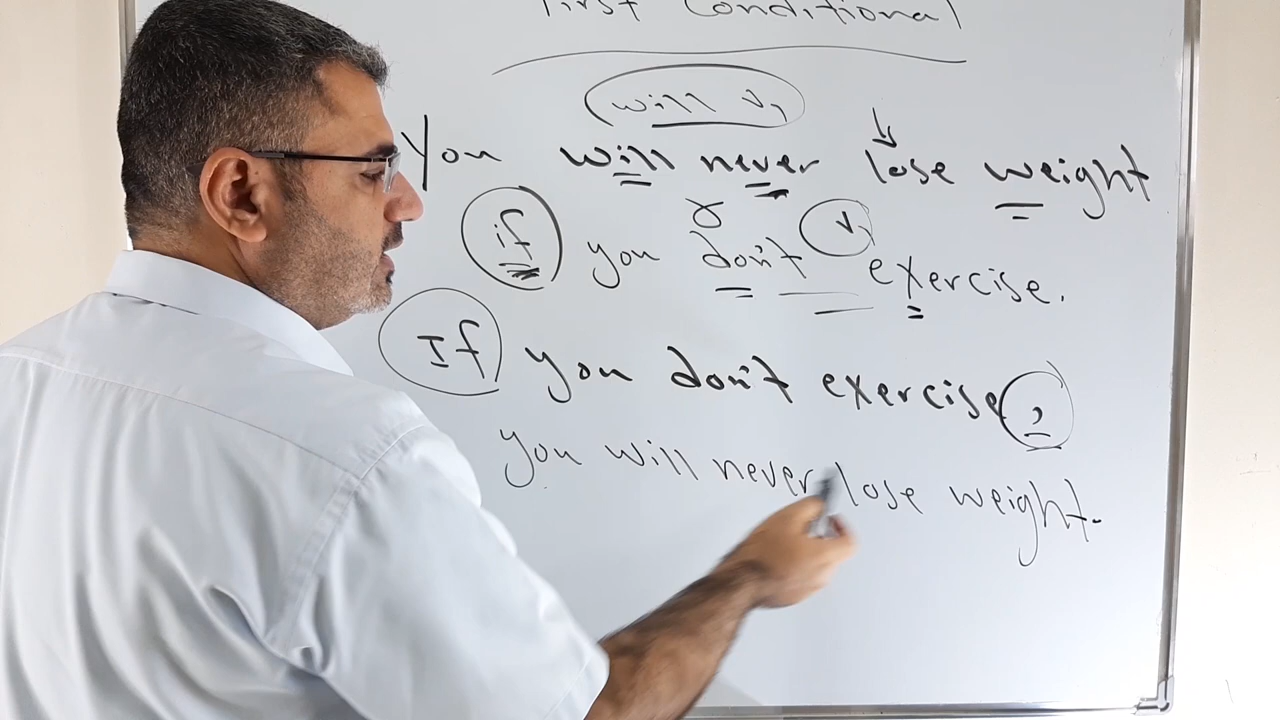 First Conditional
will V1
You will never lose weight
if you don't V1 exercise.
If you don't exercise,
you will never lose weight.